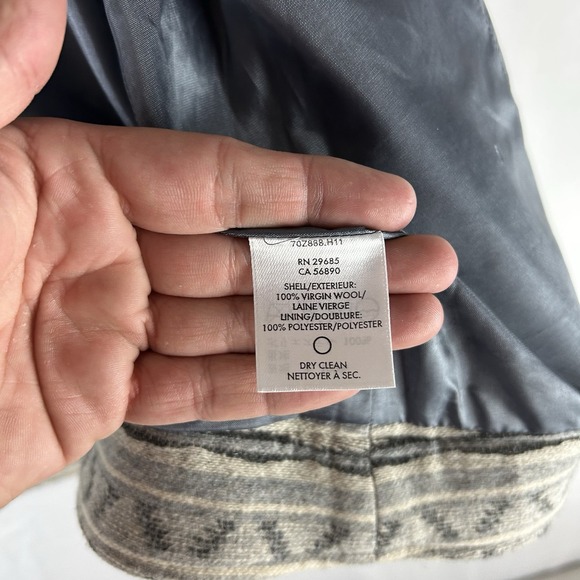 70Z888.H11
RN 29685
CA 56890
SHELL/EXTERIEUR:
100% VIRGIN WOOL/
LAINE VIERGE
LINING/DOUBLURE:
100% POLYESTER/POLYESTER
DRY CLEAN
NETTOYER À SEC.